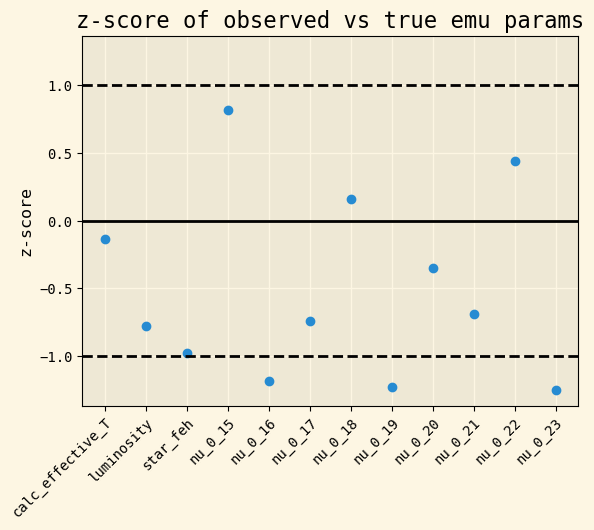 z-score of observed vs true emu params
z-score
1.0
0.5
0.0
−0.5
−1.0
calc_effective_T
luminosity
star_feh
nu_0_15
nu_0_16
nu_0_17
nu_0_18
nu_0_19
nu_0_20
nu_0_21
nu_0_22
nu_0_23